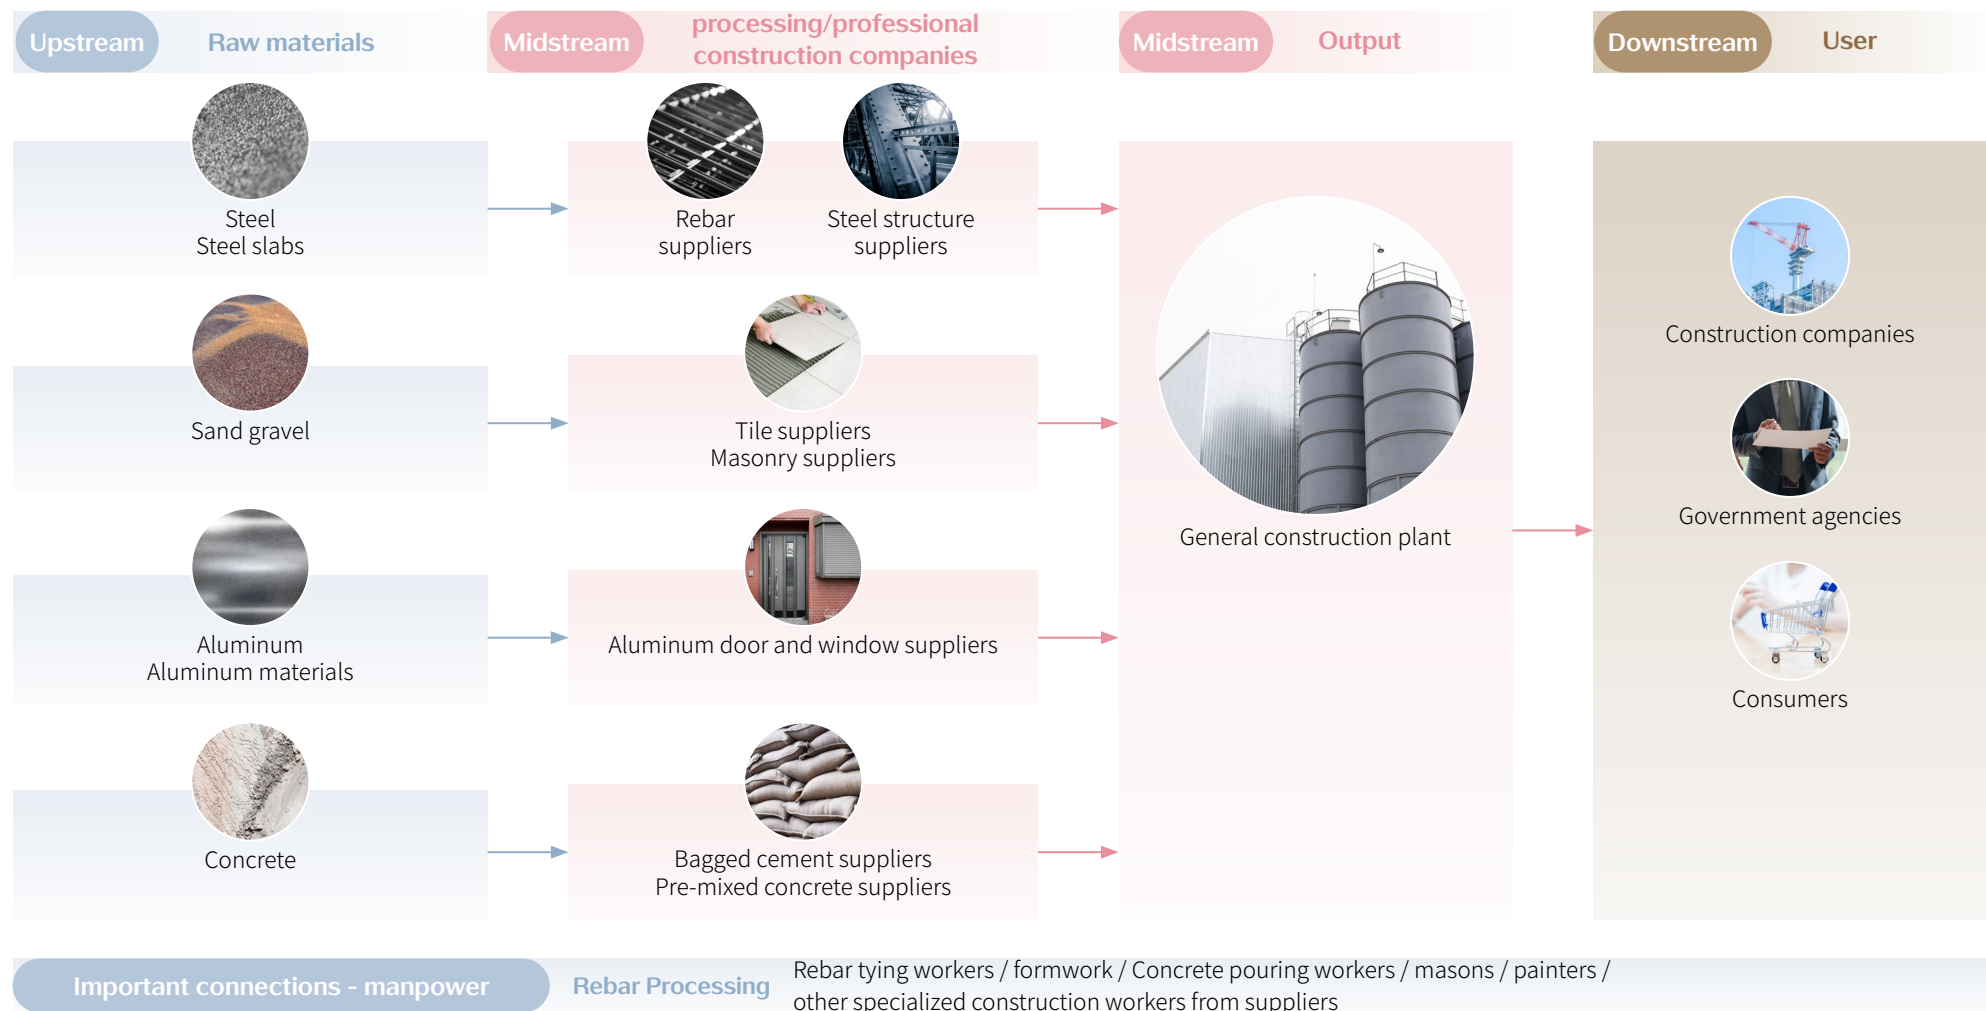 Upstream
Raw materials
Midstream
processing/professional
construction companies
Midstream
Output
Downstream
User
Steel
Steel slabs
Rebar
suppliers
Steel structure
suppliers
Sand gravel
Tile suppliers
Masonry suppliers
Aluminum
Aluminum materials
Aluminum door and window suppliers
Concrete
Bagged cement suppliers
Pre-mixed concrete suppliers
General construction plant
Construction companies
Government agencies
Consumers
Important connections - manpower
Rebar Processing
Rebar tying workers / formwork / Concrete pouring workers / masons / painters /
other specialized construction workers from suppliers